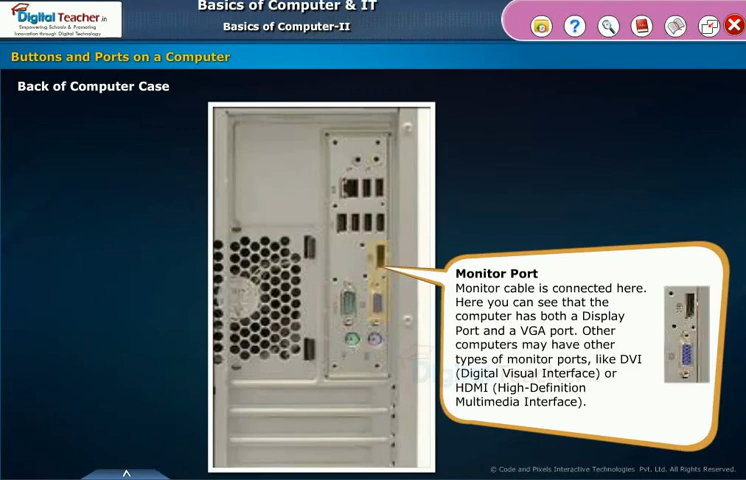 Digital Teacher.in
Empowering Schools & Promoting
Innovation through Digital Technology
Basics of Computer & IT
Basics of Computer-II
Buttons and Ports on a Computer
Back of Computer Case
Monitor Port
Monitor cable is connected here.
Here you can see that the
computer has both a Display
Port and a VGA port. Other
computers may have other
types of monitor ports, like DVI
(Digital Visual Interface) or
HDMI (High-Definition
Multimedia Interface).
© Code and Pixels Interactive Technologies Pvt. Ltd. All Rights Reserved.